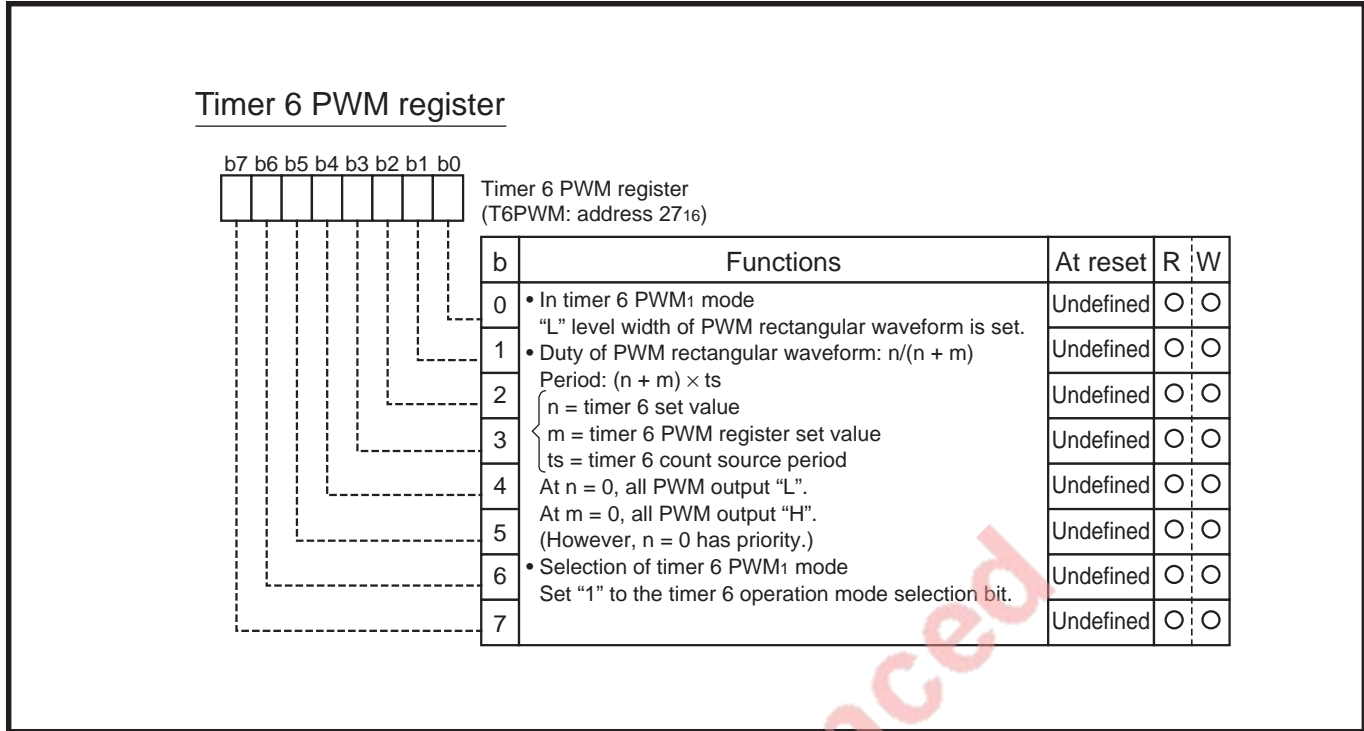 Timer 6 PWM register
b7 b6 b5 b4 b3 b2 b1 b0
Timer 6 PWM register
(T6PWM: address 2716)
b Functions At reset R W
0 • In timer 6 PWM1 mode Undefined O O
“L” level width of PWM rectangular waveform is set.
1 • Duty of PWM rectangular waveform: n/(n + m) Undefined O O
Period: (n + m) × ts
2 n = timer 6 set value Undefined O O
3 m = timer 6 PWM register set value Undefined O O
ts = timer 6 count source period
4 At n = 0, all PWM output “L”. Undefined O O
At m = 0, all PWM output “H”.
5 (However, n = 0 has priority.) Undefined O O
6 • Selection of timer 6 PWM1 mode Undefined O O
Set “1” to the timer 6 operation mode selection bit.
7 Undefined O O